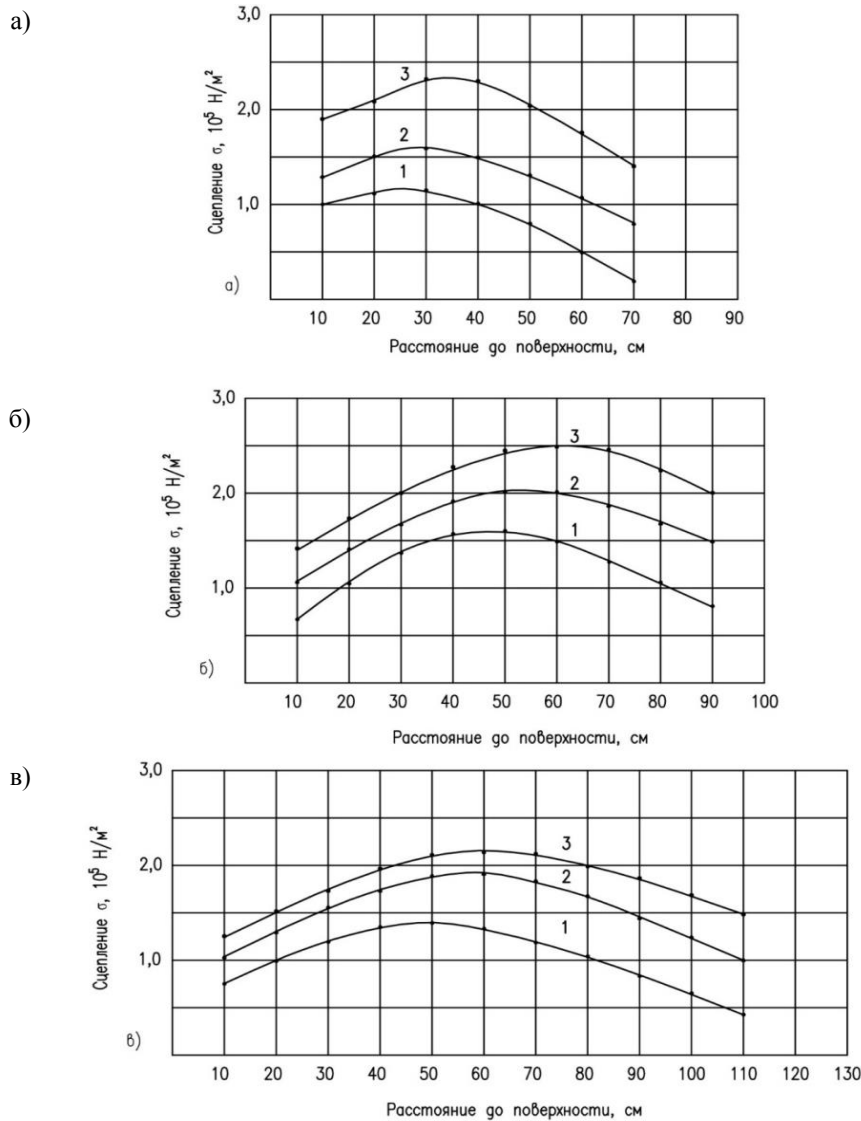 а)
3,0
2,0
1,0
Сцепление σ, 10⁵ Н/м²
3
2
1
а)
10 20 30 40 50 60 70 80 90
Расстояние до поверхности, см
б)
3,0
2,0
1,0
Сцепление σ, 10⁵ Н/м²
3
2
1
б)
10 20 30 40 50 60 70 80 90 100
Расстояние до поверхности, см
в)
3,0
2,0
1,0
Сцепление σ, 10⁵ Н/м²
3
2
1
в)
10 20 30 40 50 60 70 80 90 100 110 120 130
Расстояние до поверхности, см